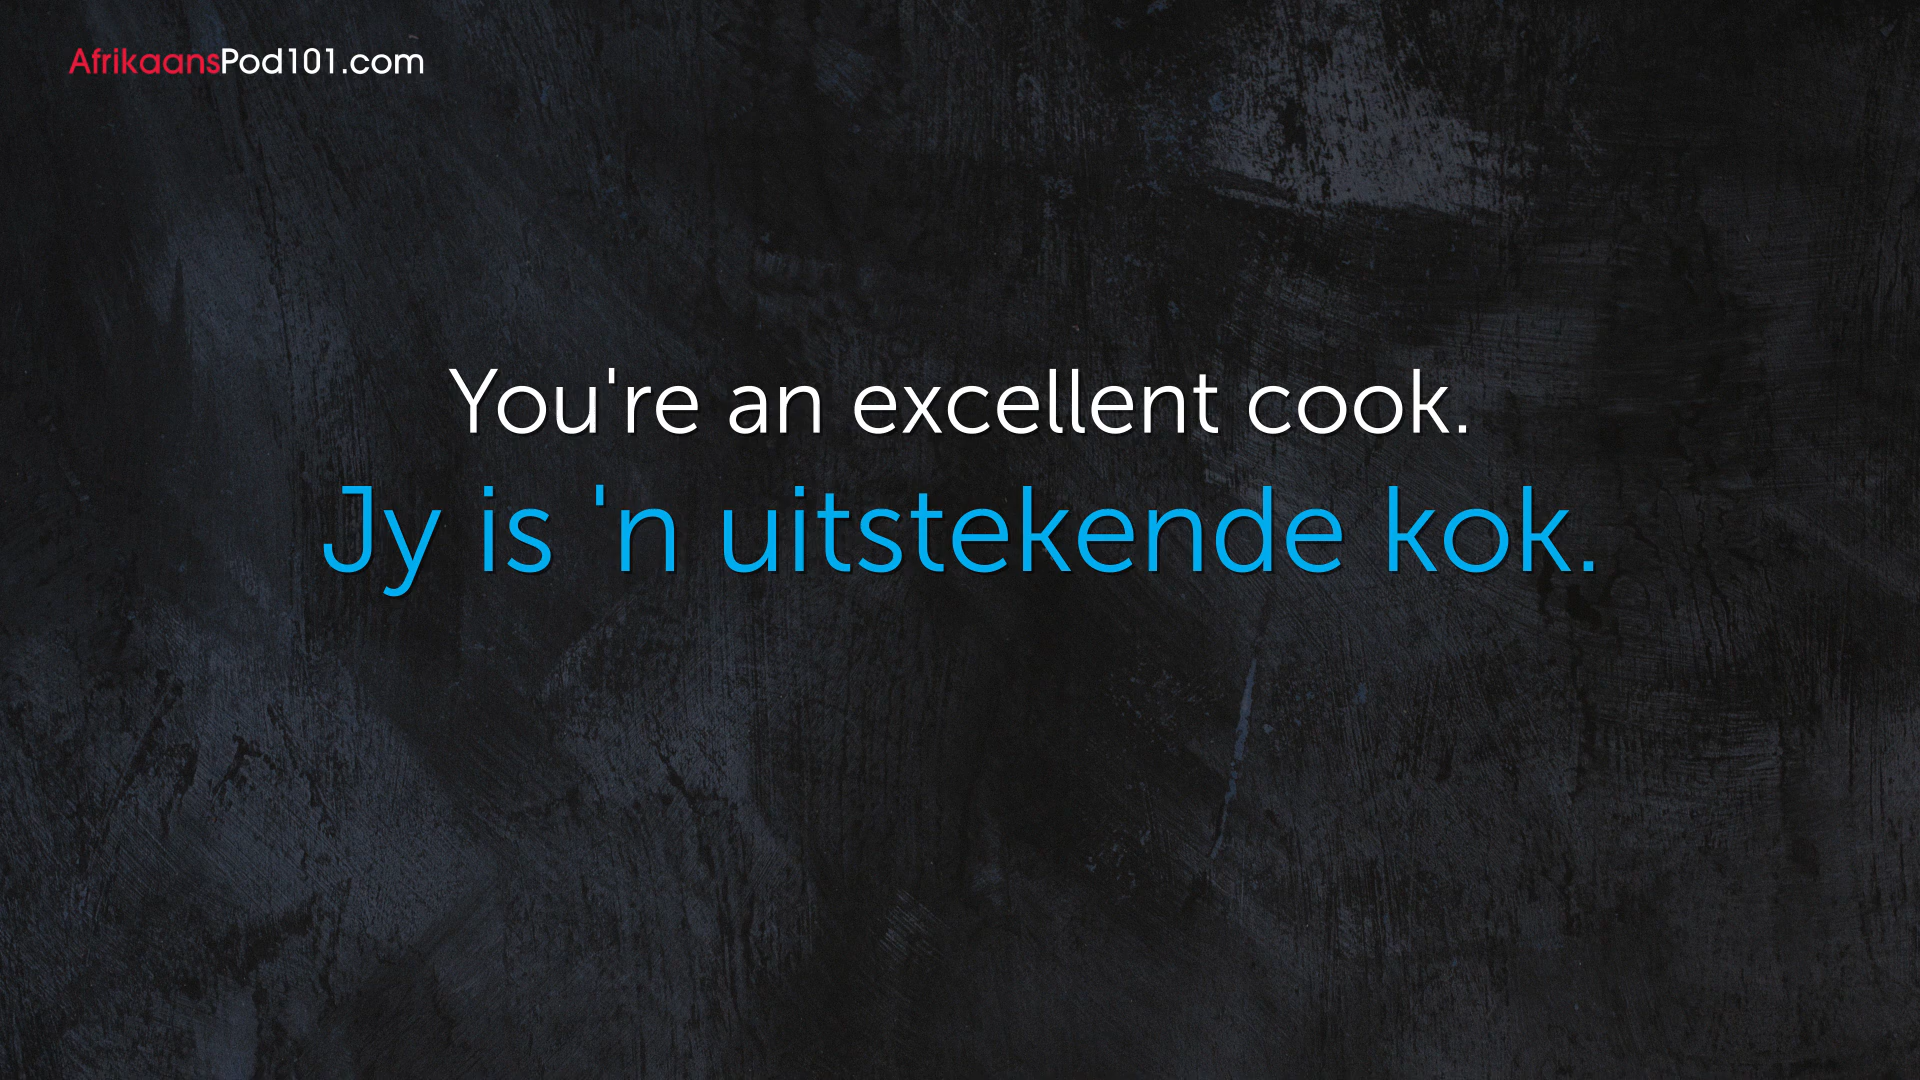 AfrikaansPod101.com
You're an excellent cook.
Jy is 'n uitstekende kok.